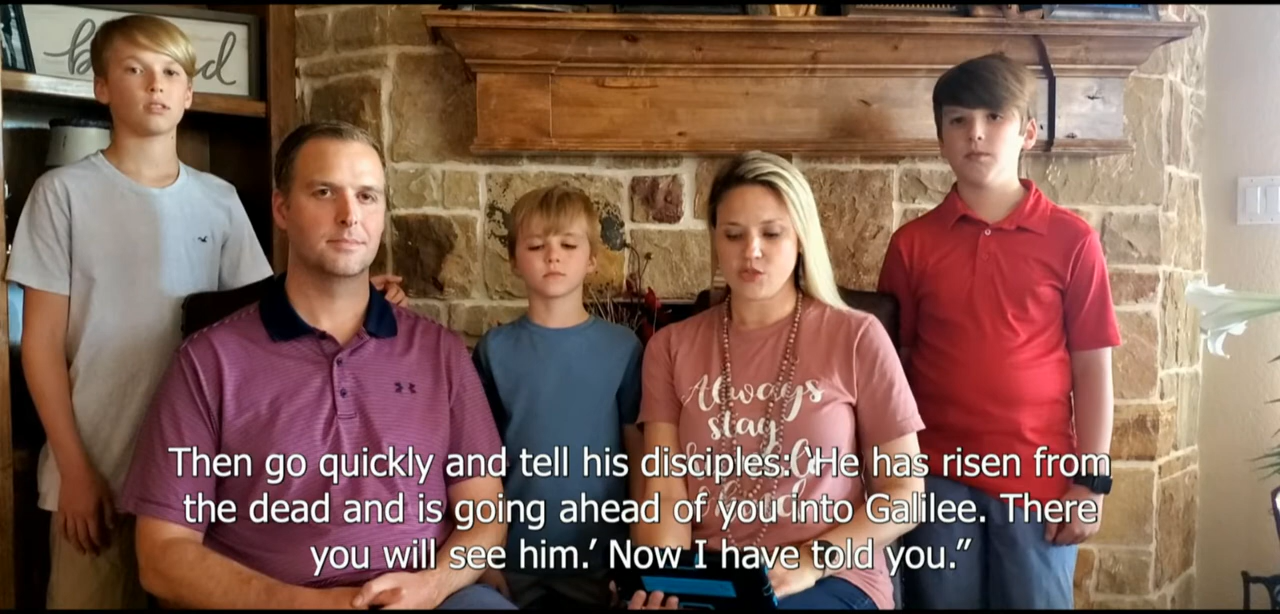 Always
stay
Then go quickly and tell his disciples: ‘He has risen from
the dead and is going ahead of you into Galilee. There
you will see him.’ Now I have told you.”